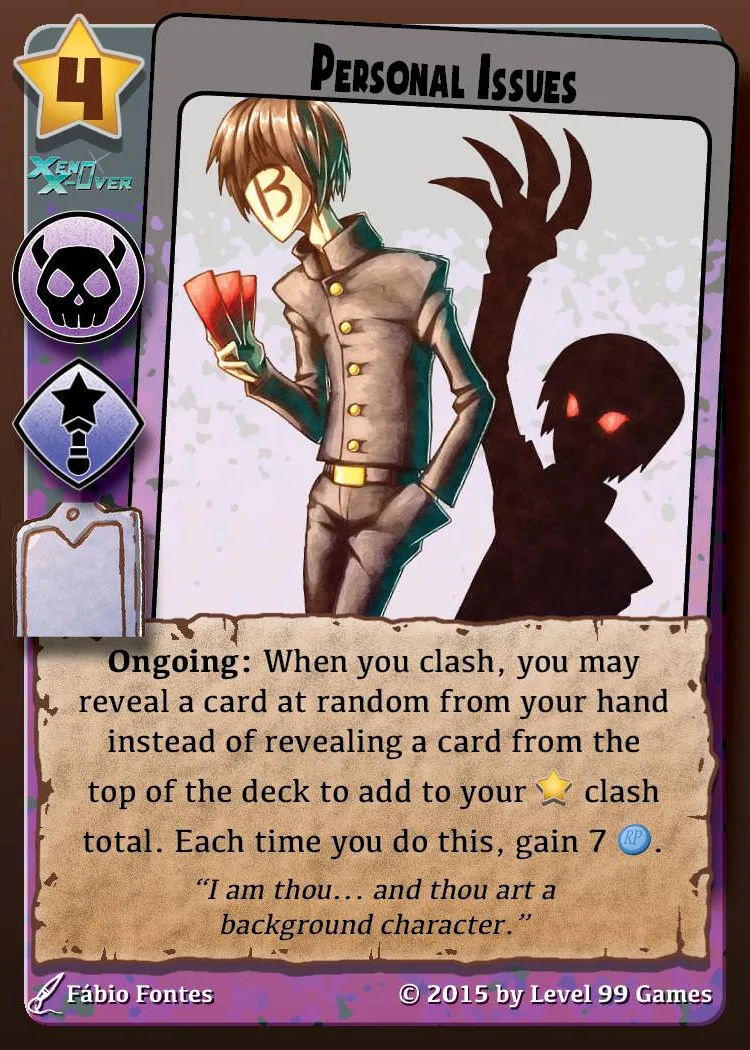 4
Personal Issues
Xeno
X-Over
B
Ongoing: When you clash, you may
reveal a card at random from your hand
instead of revealing a card from the
top of the deck to add to your clash
total. Each time you do this, gain 7 RP.
“I am thou... and thou art a
background character.”
Fábio Fontes
© 2015 by Level 99 Games